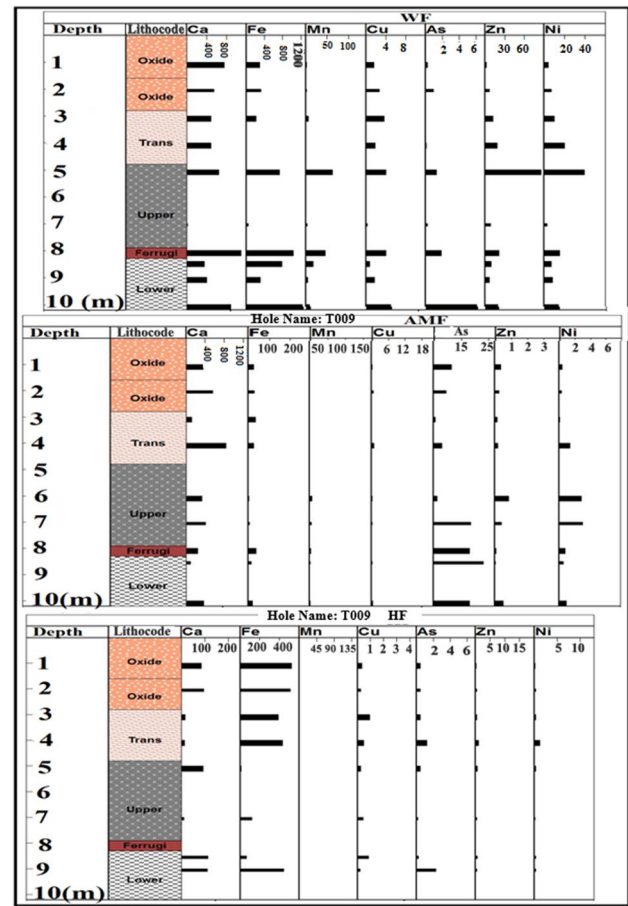 WF
Depth Lithocode Ca Fe Mn Cu As Zn Ni
400 800 400 800 1200 50 100 4 8 2 4 6 30 60 20 40
1 Oxide
2 Oxide
3
4 Trans
5
6
7 Upper
8 Ferrugi
9
10 (m) Lower
Hole Name: T009 AMF
Depth Lithocode Ca Fe Mn Cu As Zn Ni
400 800 1200 100 200 50 100 150 6 12 18 15 25 1 2 3 2 4 6
1 Oxide
2 Oxide
3
4 Trans
5
6
7 Upper
8 Ferrugi
9
10(m) Lower
Hole Name: T009 HF
Depth Lithocode Ca Fe Mn Cu As Zn Ni
100 200 200 400 45 90 135 1 2 3 4 2 4 6 5 10 15 5 10
1 Oxide
2 Oxide
3
4 Trans
5
6
7 Upper
8 Ferrugi
9
10(m) Lower